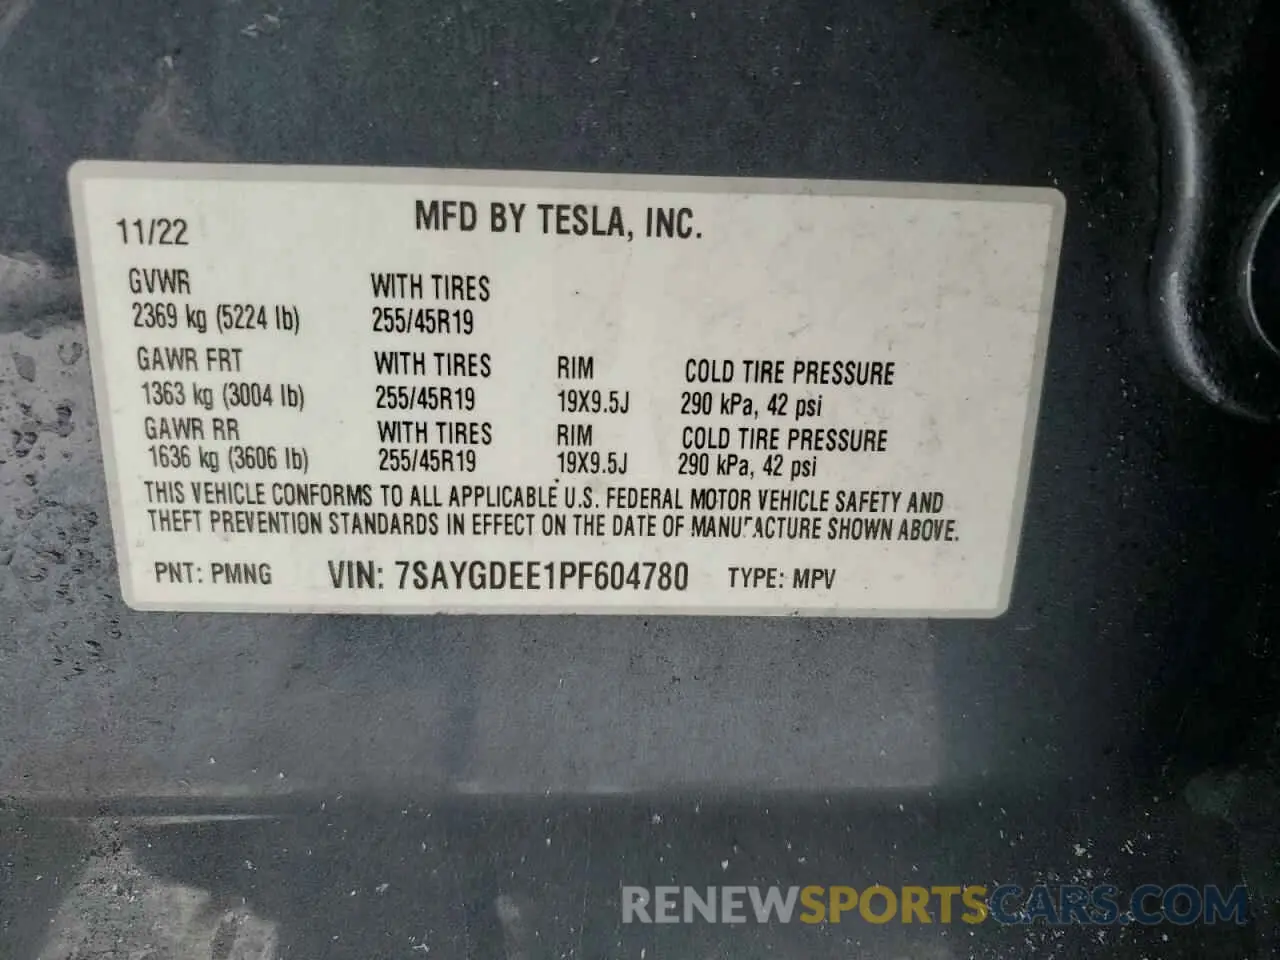 MFD BY TESLA, INC.
11/22
GVWR WITH TIRES
2369 kg (5224 lb) 255/45R19
GAWR FRT WITH TIRES RIM COLD TIRE PRESSURE
1363 kg (3004 lb) 255/45R19 19X9.5J 290 kPa, 42 psi
GAWR RR WITH TIRES RIM COLD TIRE PRESSURE
1636 kg (3606 lb) 255/45R19 19X9.5J 290 kPa, 42 psi
THIS VEHICLE CONFORMS TO ALL APPLICABLE U.S. FEDERAL MOTOR VEHICLE SAFETY AND
THEFT PREVENTION STANDARDS IN EFFECT ON THE DATE OF MANUFACTURE SHOWN ABOVE.
PNT: PMNG VIN: 7SAYGDEE1PF604780 TYPE: MPV
RENEWSPORTSCARS.COM